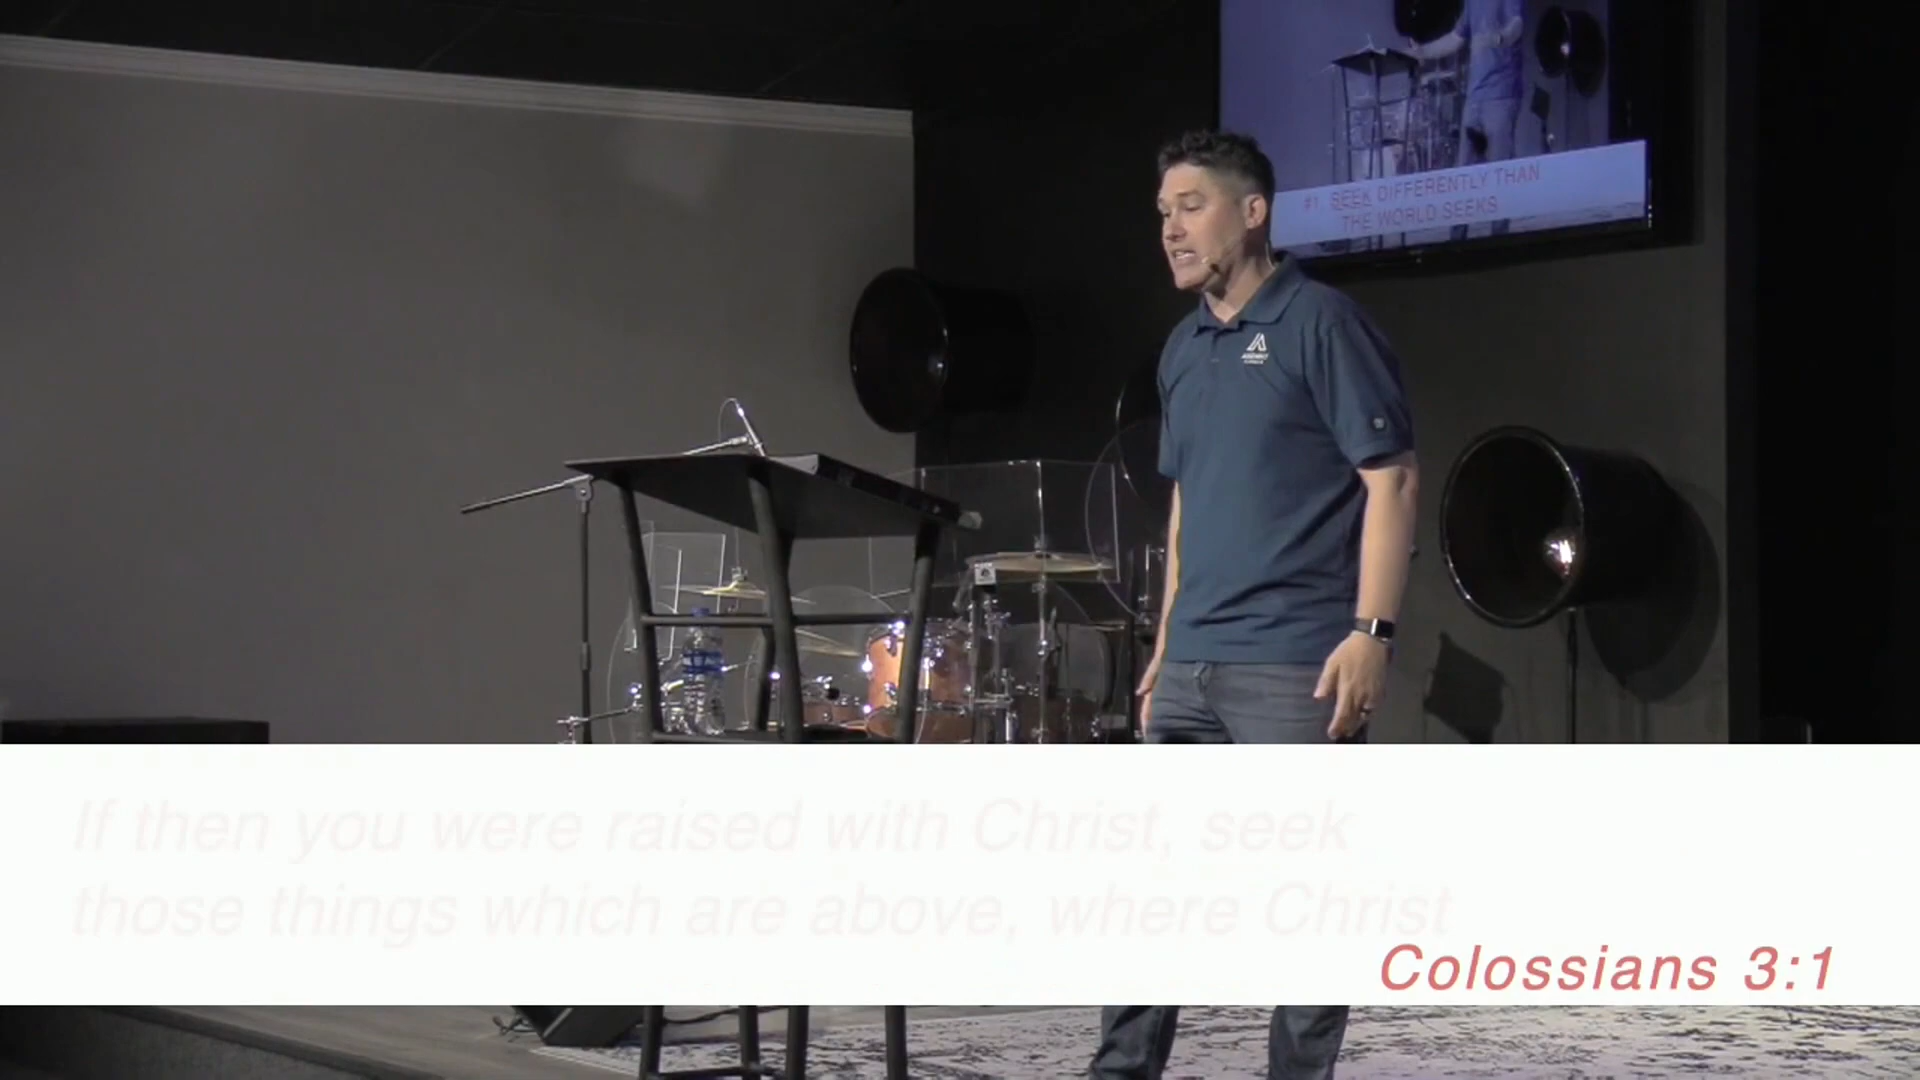 #1. SEEK DIFFERENTLY THAN
THE WORLD SEEKS
If then you were raised with Christ, seek
those things which are above, where Christ
Colossians 3:1